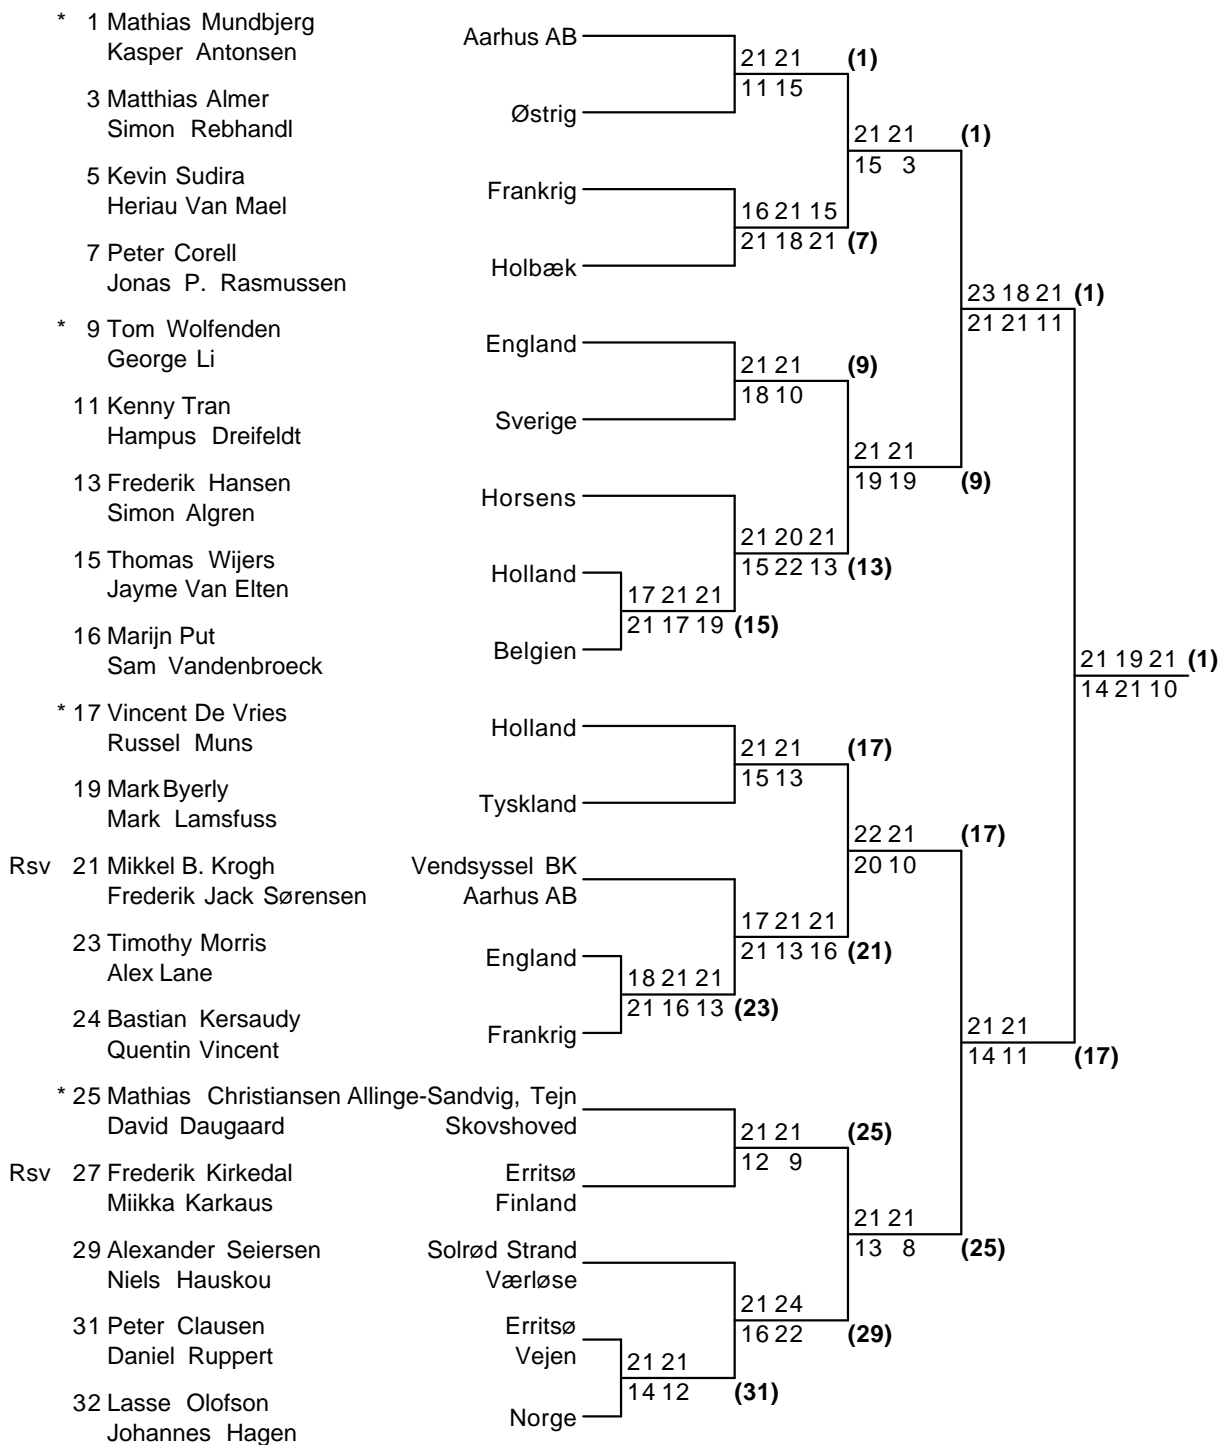 * 1 Mathias Mundbjerg Aarhus AB
Kasper Antonsen
21 21 (1)
11 15
3 Matthias Almer Østrig
Simon Rebhandl
21 21 (1)
15 3
5 Kevin Sudira Frankrig
Heriau Van Mael
16 21 15
21 18 21 (7)
7 Peter Corell Holbæk
Jonas P. Rasmussen
23 18 21 (1)
21 21 11
* 9 Tom Wolfenden England
George Li
21 21 (9)
18 10
11 Kenny Tran Sverige
Hampus Dreifeldt
21 21
19 19 (9)
13 Frederik Hansen Horsens
Simon Algren
21 20 21
15 22 13 (13)
15 Thomas Wijers Holland
Jayme Van Elten
17 21 21
21 17 19 (15)
16 Marijn Put Belgien
Sam Vandenbroeck
21 19 21 (1)
14 21 10
* 17 Vincent De Vries Holland
Russel Muns
21 21 (17)
15 13
19 Mark Byerly Tyskland
Mark Lamsfuss
22 21 (17)
20 10
Rsv 21 Mikkel B. Krogh Vendsyssel BK
Frederik Jack Sørensen Aarhus AB
17 21 21
21 13 16 (21)
23 Timothy Morris England
Alex Lane
18 21 21
21 16 13 (23)
24 Bastian Kersaudy Frankrig
Quentin Vincent
21 21
14 11 (17)
* 25 Mathias Christiansen Allinge-Sandvig, Tejn
David Daugaard Skovshoved
21 21 (25)
12 9
Rsv 27 Frederik Kirkedal Erritsø
Miikka Karkaus Finland
21 21
13 8 (25)
29 Alexander Seiersen Solrød Strand
Niels Hauskou Værløse
21 24
16 22 (29)
31 Peter Clausen Erritsø
Daniel Ruppert Vejen
21 21
14 12 (31)
32 Lasse Olofson Norge
Johannes Hagen